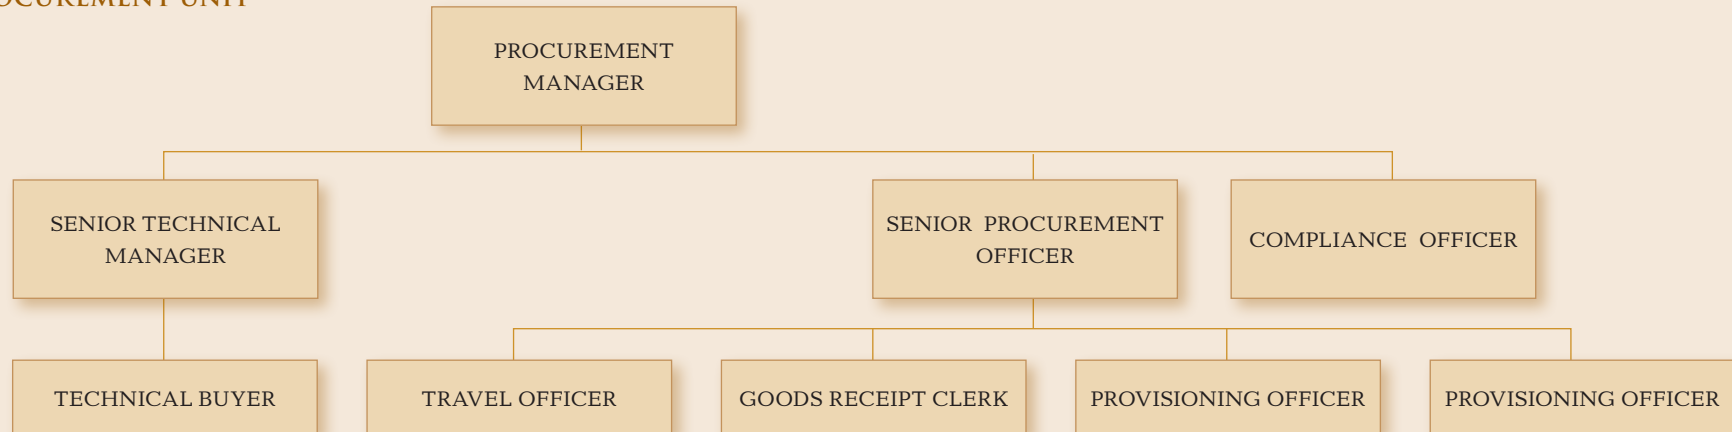 UNIT
PROCUREMENT
MANAGER
SENIOR TECHNICAL
MANAGER
SENIOR PROCUREMENT
OFFICER
COMPLIANCE OFFICER
TECHNICAL BUYER
TRAVEL OFFICER
GOODS RECEIPT CLERK
PROVISIONING OFFICER
PROVISIONING OFFICER